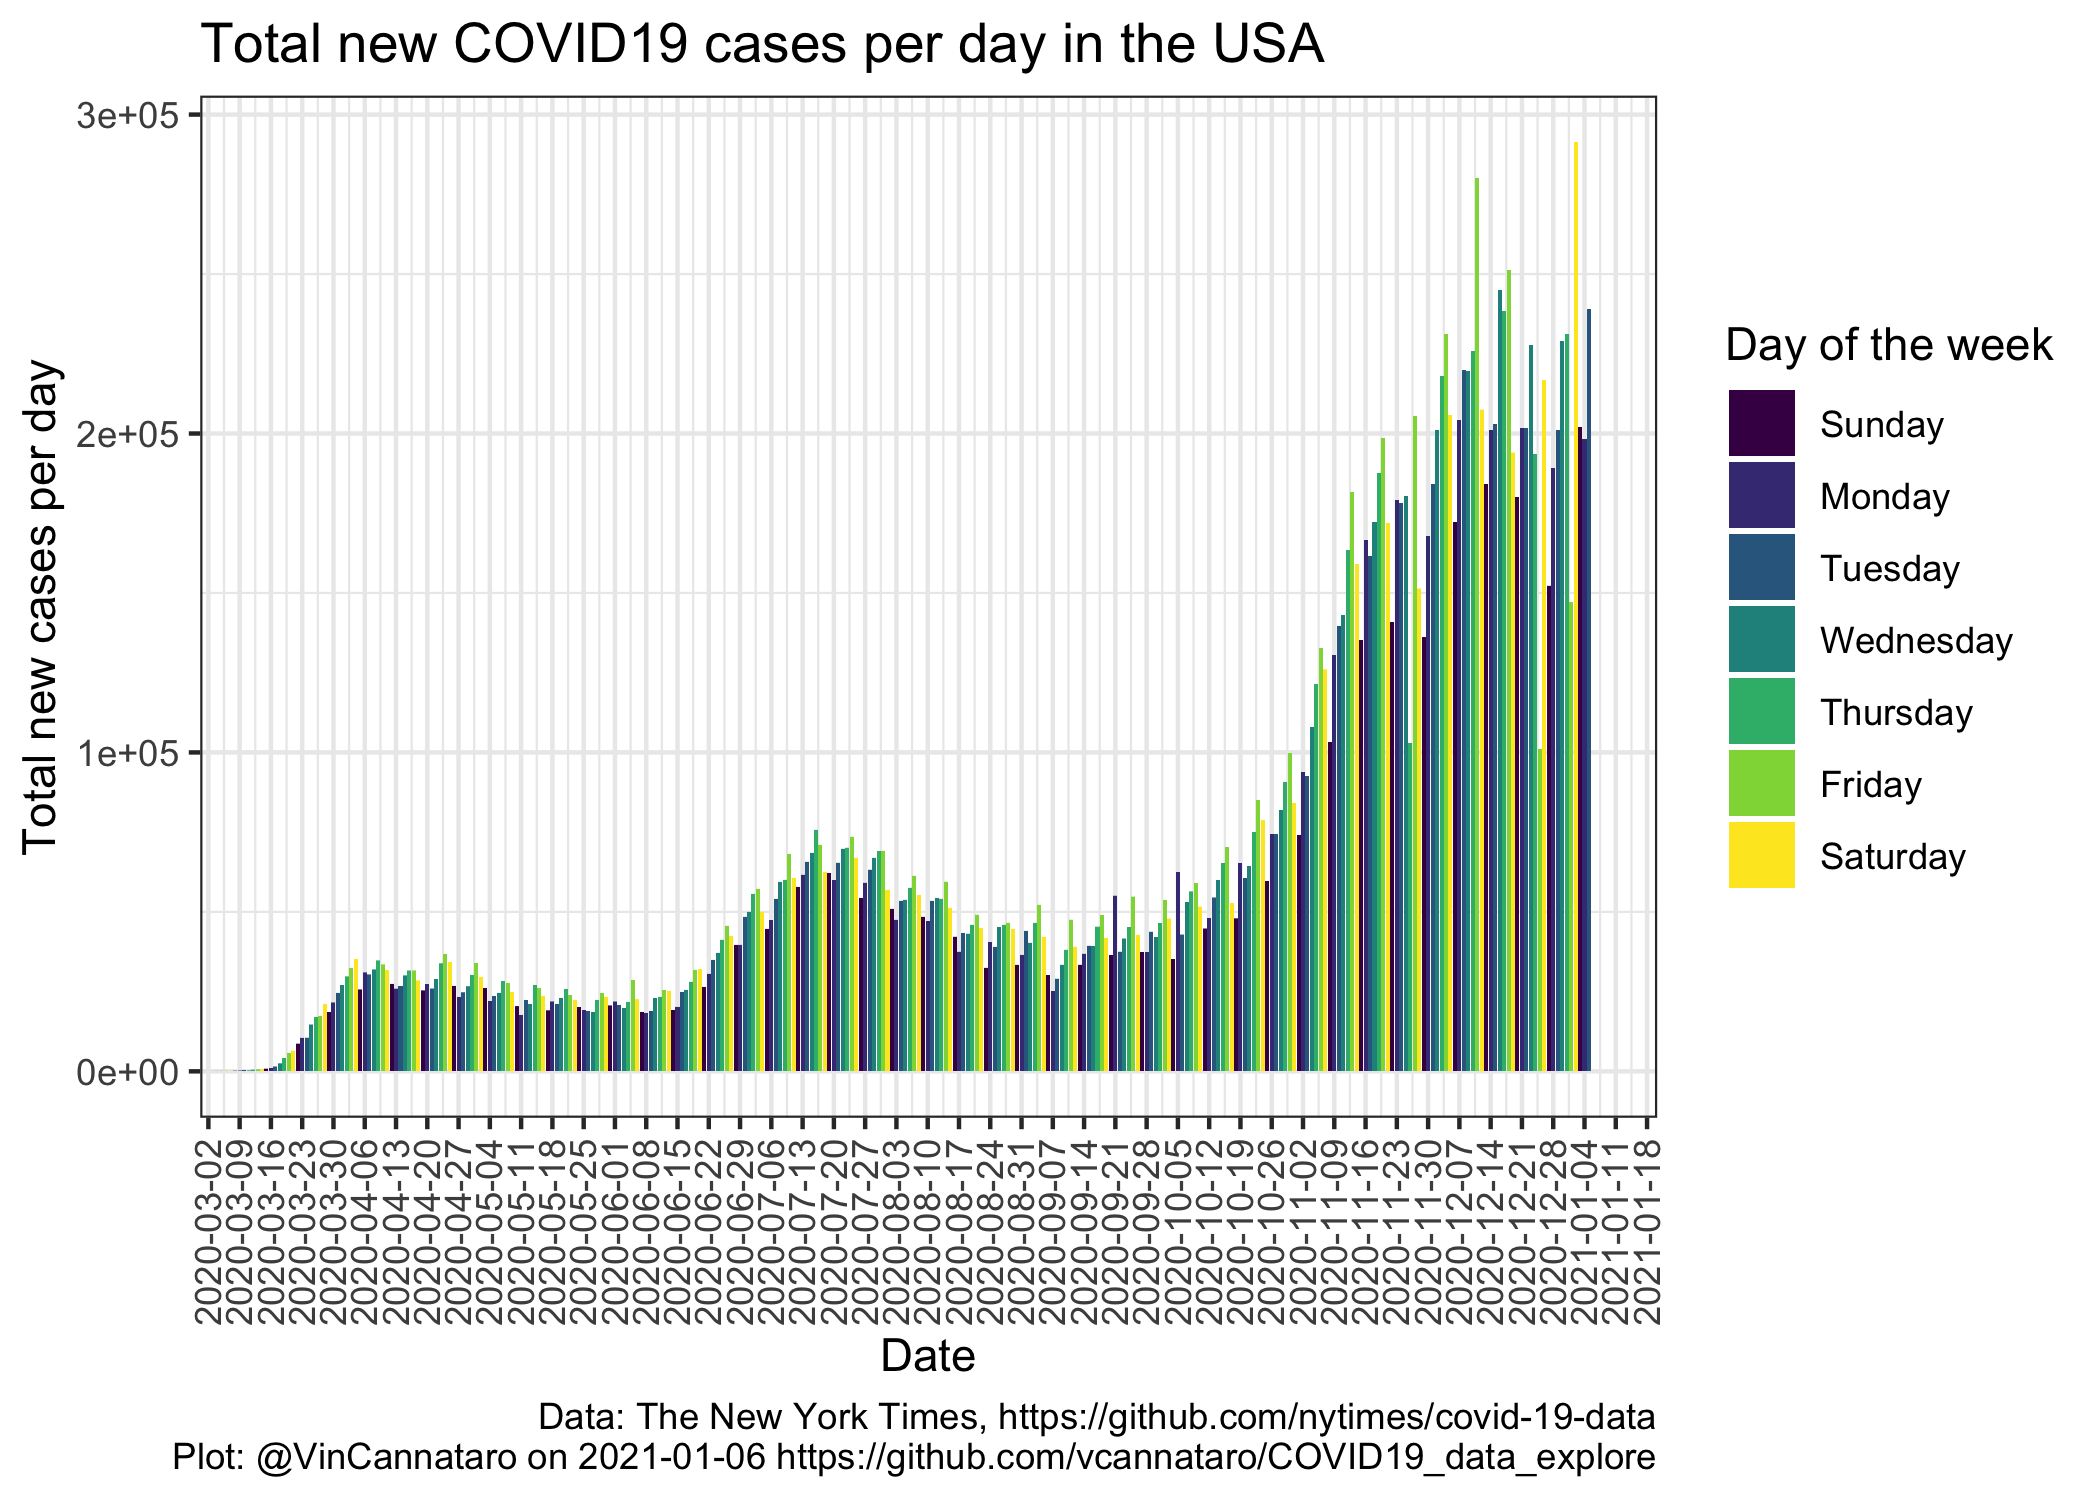 Total new COVID19 cases per day in the USA
Total new cases per day
3e+05
2e+05
1e+05
0e+00
2020-03-02
2020-03-09
2020-03-16
2020-03-23
2020-03-30
2020-04-06
2020-04-13
2020-04-20
2020-04-27
2020-05-04
2020-05-11
2020-05-18
2020-05-25
2020-06-01
2020-06-08
2020-06-15
2020-06-22
2020-06-29
2020-07-06
2020-07-13
2020-07-20
2020-07-27
2020-08-03
2020-08-10
2020-08-17
2020-08-24
2020-08-31
2020-09-07
2020-09-14
2020-09-21
2020-09-28
2020-10-05
2020-10-12
2020-10-19
2020-10-26
2020-11-02
2020-11-09
2020-11-16
2020-11-23
2020-11-30
2020-12-07
2020-12-14
2020-12-21
2020-12-28
2021-01-04
2021-01-11
2021-01-18
Date
Day of the week
Sunday
Monday
Tuesday
Wednesday
Thursday
Friday
Saturday
Data: The New York Times, https://github.com/nytimes/covid-19-data
Plot: @VinCannataro on 2021-01-06 https://github.com/vcannataro/COVID19_data_explore